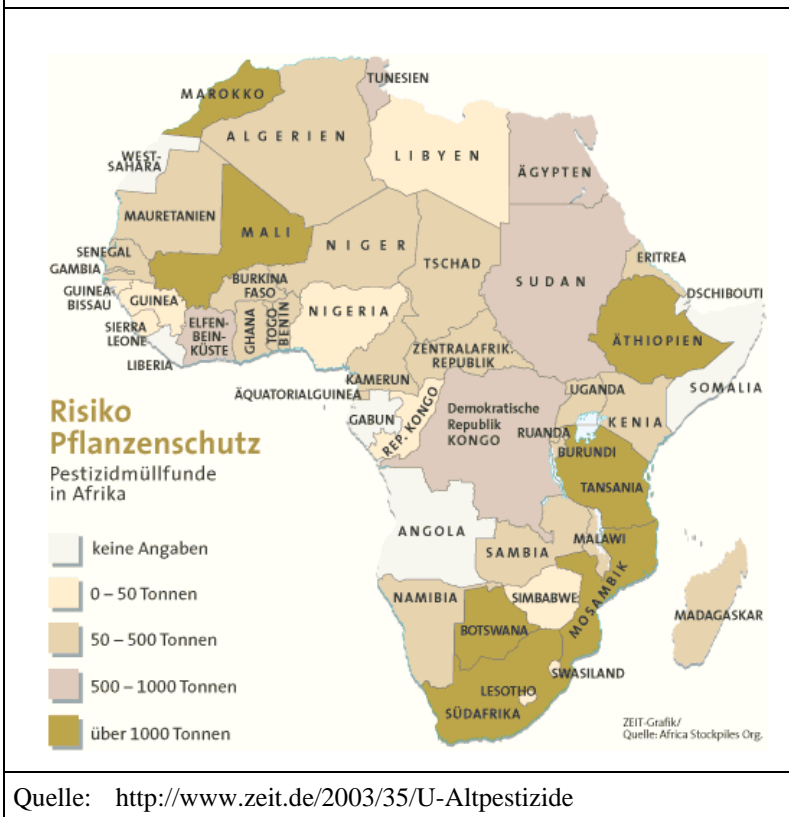 MAROKKO
TUNESIEN
ALGERIEN
LIBYEN
ÄGYPTEN
WEST-
SAHARA
MAURETANIEN
MALI
NIGER
TSCHAD
SUDAN
ERITREA
SENEGAL
GAMBIA
GUINEA-
BISSAU
GUINEA
BURKINA
FASO
NIGERIA
DSCHIBOUTI
SIERRA
LEONE
ELFEN-
BEIN-
KÜSTE
GHANA
TOGO
BENIN
ÄTHIOPIEN
LIBERIA
ZENTRALAFRIK.
REPUBLIK
KAMERUN
SOMALIA
ÄQUATORIALGUINEA
UGANDA
GABUN
REP. KONGO
Demokratische
Republik
KONGO
RUANDA
KENIA
BURUNDI
TANSANIA
Risiko
Pflanzenschutz
Pestizidmüllfunde
in Afrika
ANGOLA
SAMBIA
MALAWI
MOSAMBIK
NAMIBIA
SIMBABWE
MADAGASKAR
BOTSWANA
SWASILAND
LESOTHO
SÜDAFRIKA
keine Angaben
0 – 50 Tonnen
50 – 500 Tonnen
500 – 1000 Tonnen
über 1000 Tonnen
ZEIT-Grafik/
Quelle: Africa Stockpiles Org.
Quelle: http://www.zeit.de/2003/35/U-Altpestizide